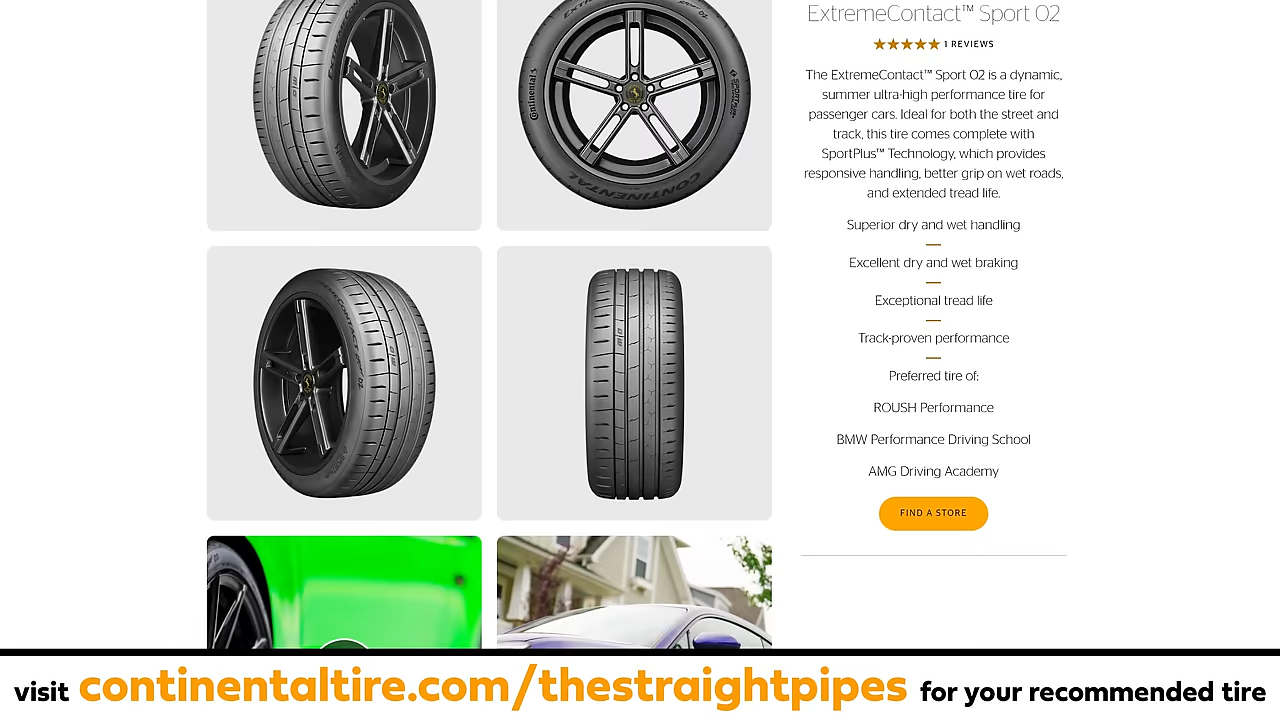 ExtremeContact™ Sport 02
1 REVIEWS
The ExtremeContact™ Sport 02 is a dynamic,
summer ultra-high performance tire for
passenger cars. Ideal for both the street and
track, this tire comes complete with
SportPlus™ Technology, which provides
responsive handling, better grip on wet roads,
and extended tread life.
Superior dry and wet handling
Excellent dry and wet braking
Exceptional tread life
Track-proven performance
Preferred tire of:
ROUSH Performance
BMW Performance Driving School
AMG Driving Academy
FIND A STORE
Continental
CONTINENTAL
visit continentaltire.com/thestraightpipes for your recommended tire